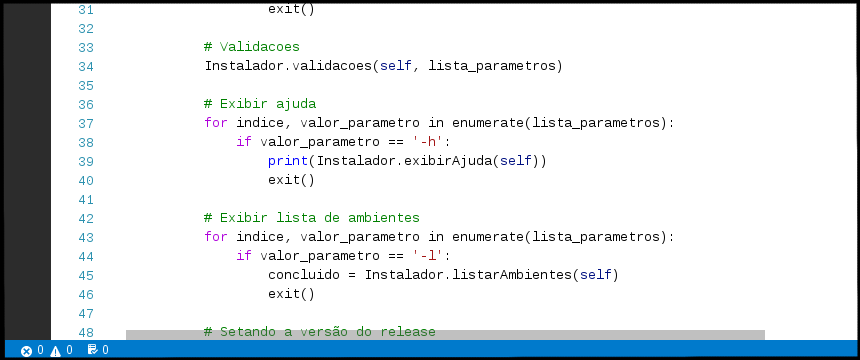 31 exit()
32
33 # Validacoes
34 Instalador.validacoes(self, lista_parametros)
35
36 # Exibir ajuda
37 for indice, valor_parametro in enumerate(lista_parametros):
38 if valor_parametro == '-h':
39 print(Instalador.exibirAjuda(self))
40 exit()
41
42 # Exibir lista de ambientes
43 for indice, valor_parametro in enumerate(lista_parametros):
44 if valor_parametro == '-l':
45 concluido = Instalador.listarAmbientes(self)
46 exit()
47
48 # Setando a versão do release
0 0 0